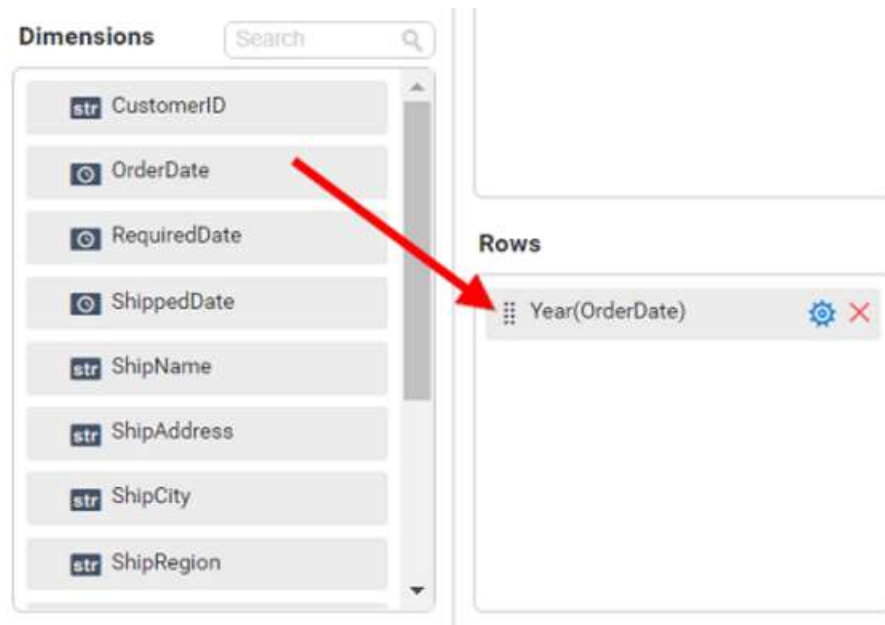 Dimensions
Search
str CustomerID
OrderDate
RequiredDate
ShippedDate
str ShipName
str ShipAddress
str ShipCity
str ShipRegion
Rows
Year(OrderDate)